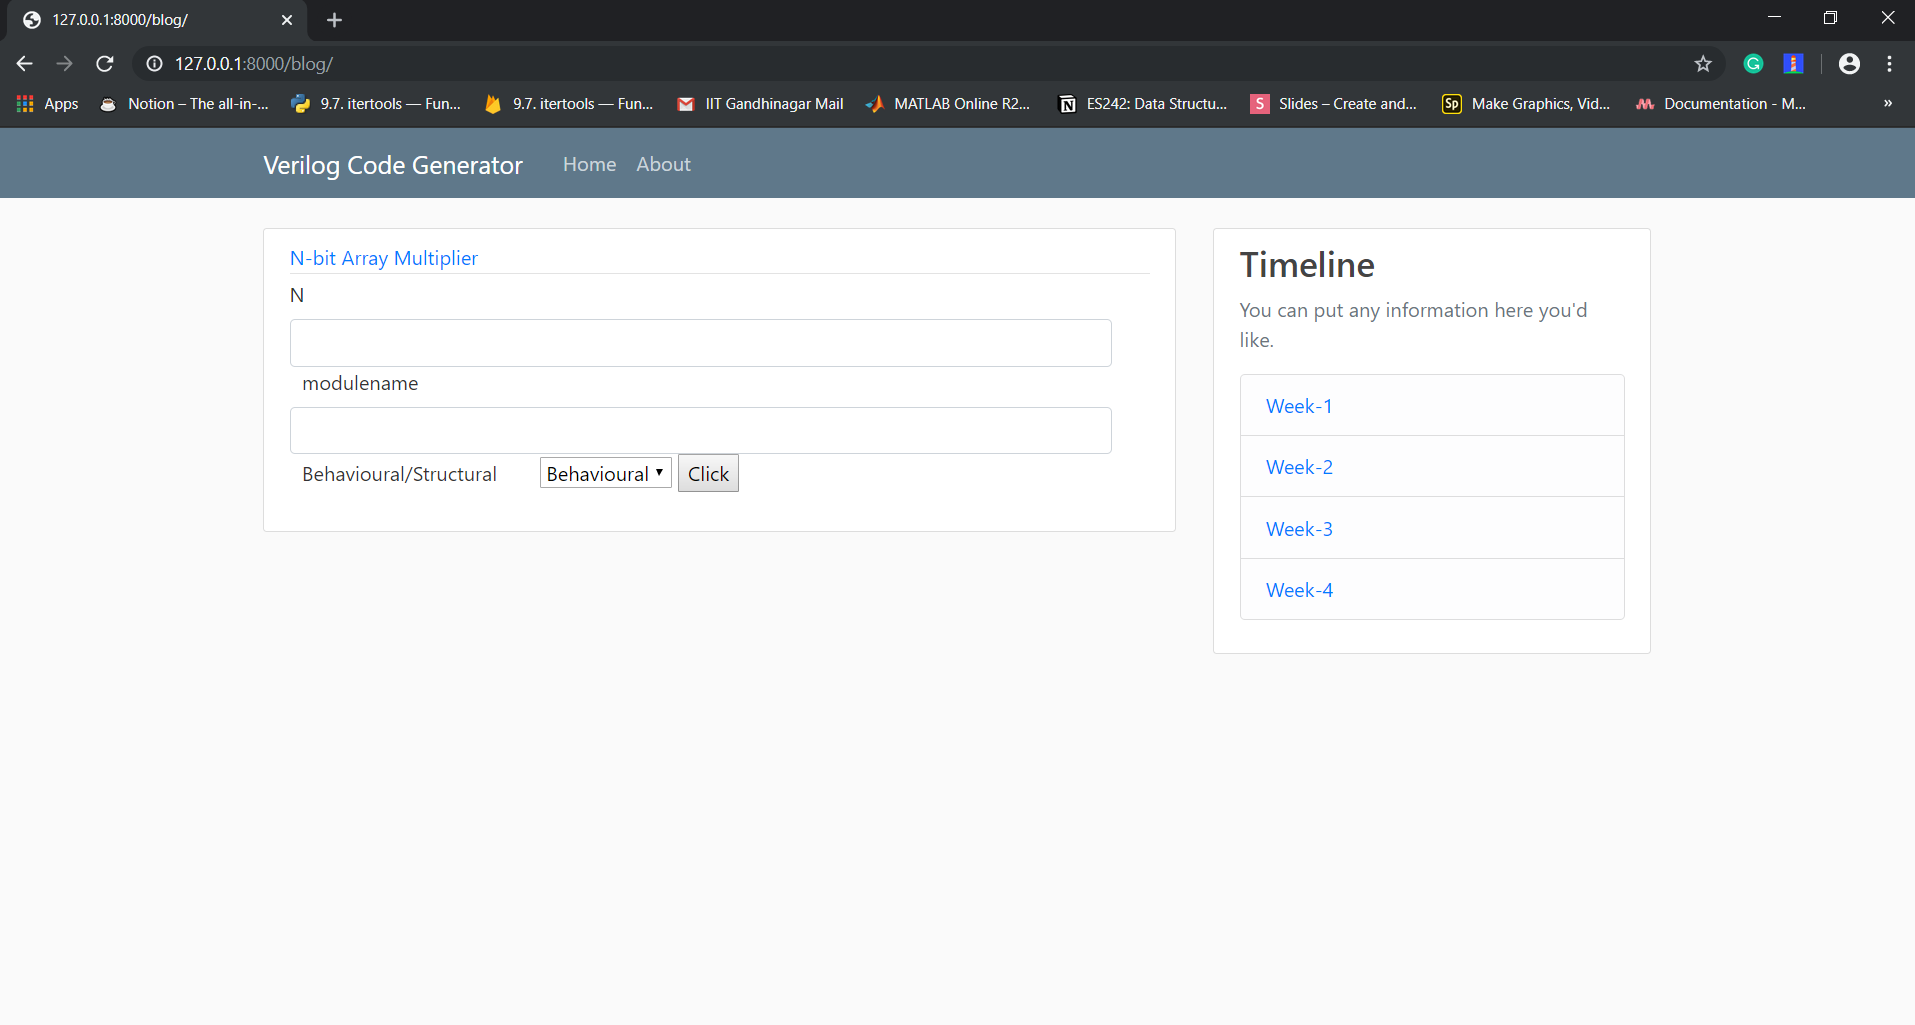 127.0.0.1:8000/blog/
127.0.0.1:8000/blog/
Apps Notion – The all-in-... 9.7. itertools — Fun... 9.7. itertools — Fun... IIT Gandhinagar Mail MATLAB Online R2... ES242: Data Structu... S Slides – Create and... Sp Make Graphics, Vid... Documentation - M... »
Verilog Code Generator Home About
N-bit Array Multiplier
N
modulename
Behavioural/Structural Behavioural Click
Timeline
You can put any information here you'd
like.
Week-1
Week-2
Week-3
Week-4